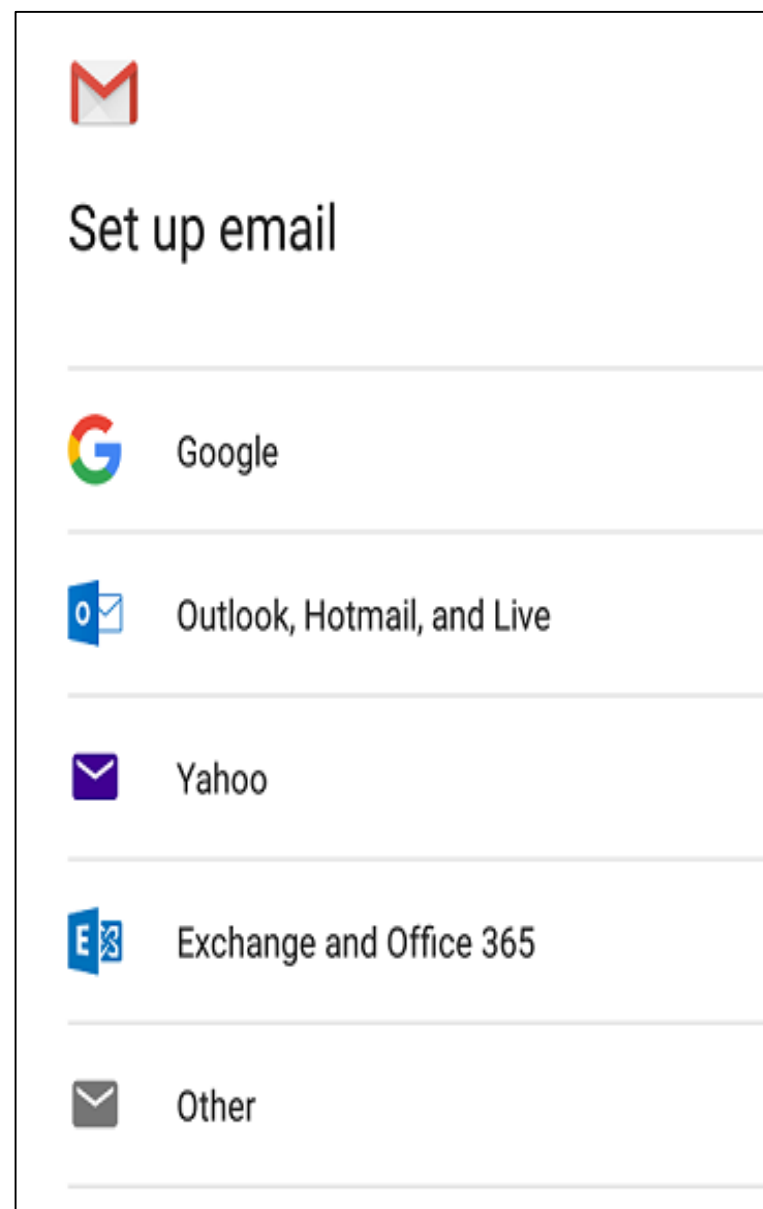 Set up email
Google
Outlook, Hotmail, and Live
Yahoo
Exchange and Office 365
Other